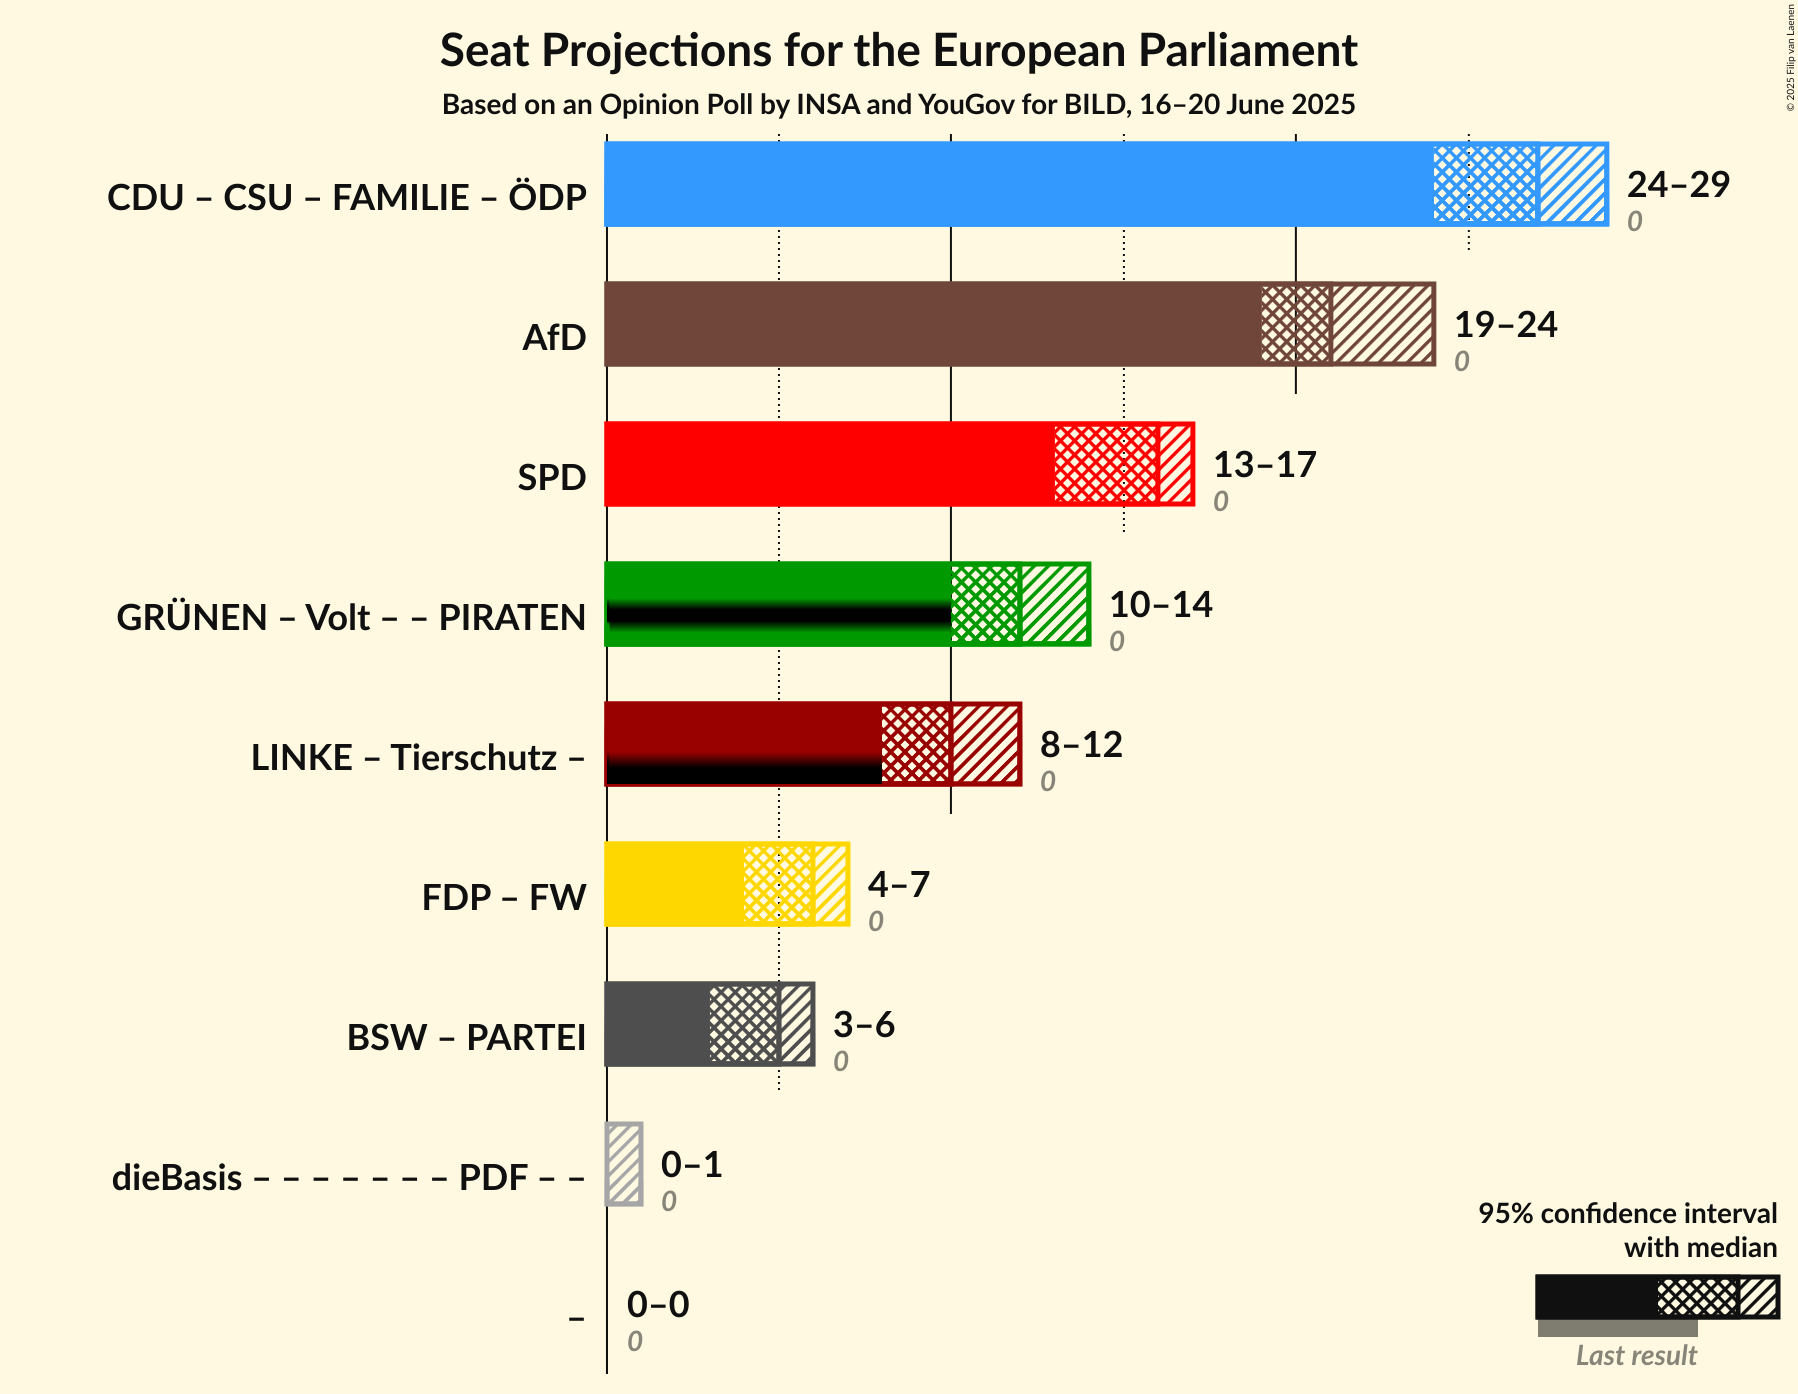 Seat Projections for the European Parliament
Based on an Opinion Poll by INSA and YouGov for BILD, 16–20 June 2025
© 2025 Filip van Laenen
CDU – CSU – FAMILIE – ÖDP
24–29
0
AfD
19–24
0
SPD
13–17
0
GRÜNEN – Volt – – PIRATEN
10–14
0
LINKE – Tierschutz –
8–12
0
FDP – FW
4–7
0
BSW – PARTEI
3–6
0
dieBasis – – – – – – – PDF – –
0–1
0
–
0–0
0
95% confidence interval
with median
Last result